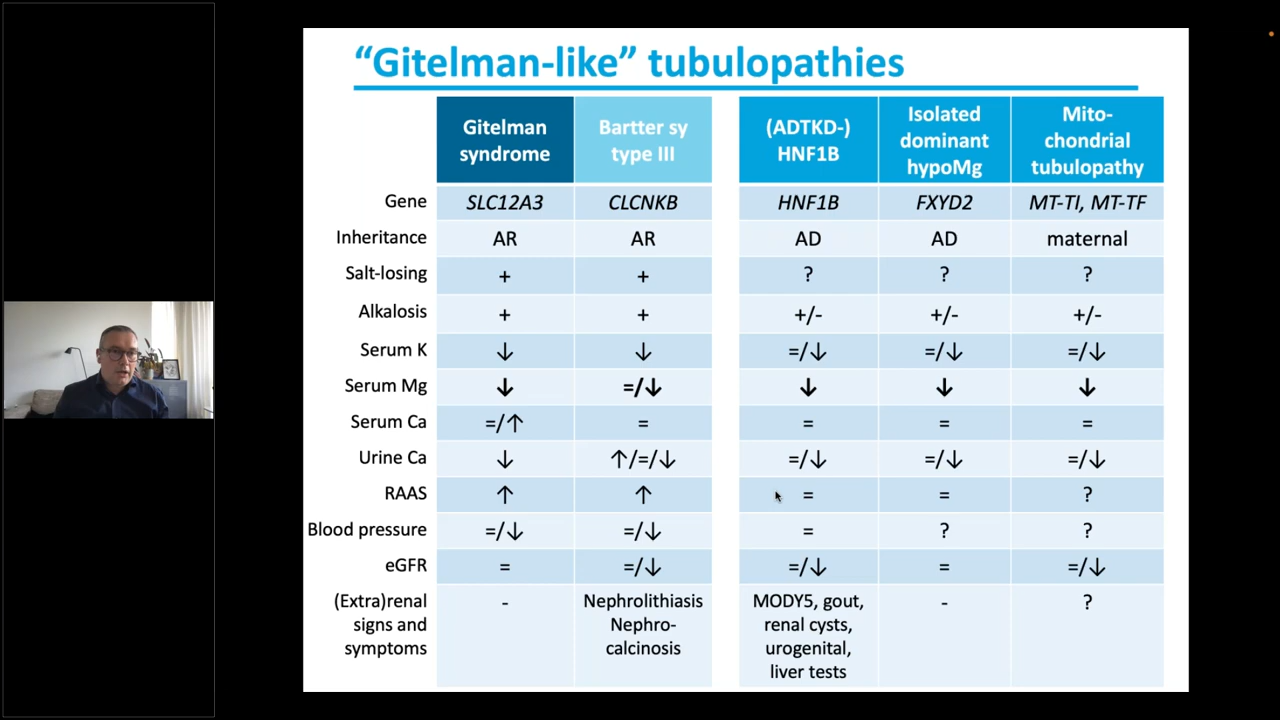 “Gitelman-like” tubulopathies
Gitelman syndrome | Bartter sy type III | (ADTKD-) HNF1B | Isolated dominant hypoMg | Mito-chondrial tubulopathy
Gene | SLC12A3 | CLCNKB | HNF1B | FXYD2 | MT-TI, MT-TF
Inheritance | AR | AR | AD | AD | maternal
Salt-losing | + | + | ? | ? | ?
Alkalosis | + | + | +/- | +/- | +/-
Serum K | ↓ | ↓ | =/↓ | =/↓ | =/↓
Serum Mg | ↓ | =/↓ | ↓ | ↓ | ↓
Serum Ca | =/↑ | = | = | = | =
Urine Ca | ↓ | ↑/=/↓ | =/↓ | =/↓ | =/↓
RAAS | ↑ | ↑ | = | = | ?
Blood pressure | =/↓ | =/↓ | = | ? | ?
eGFR | = | =/↓ | =/↓ | = | =/↓
(Extra)renal signs and symptoms | - | Nephrolithiasis Nephro-calcinosis | MODY5, gout, renal cysts, urogenital, liver tests | - | ?